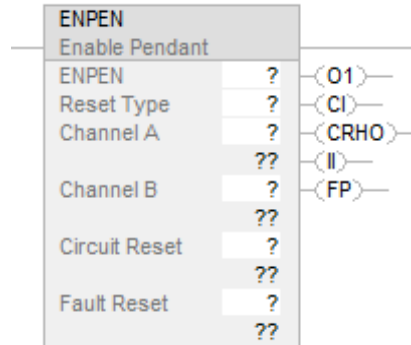 ENPEN
Enable Pendant
ENPEN ? O1
Reset Type ? CI
Channel A ? CRHO
?? II
Channel B ? FP
??
Circuit Reset ?
??
Fault Reset ?
??